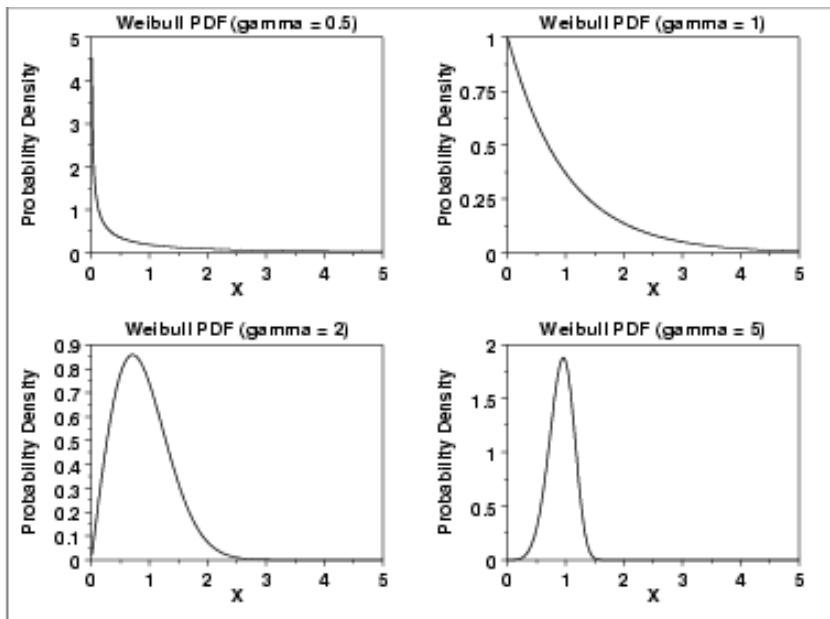 Weibull PDF (gamma = 0.5)
Probability Density
5
4
3
2
1
0
0 1 2 3 4 5
X
Weibull PDF (gamma = 1)
Probability Density
1
0.75
0.5
0.25
0
0 1 2 3 4 5
X
Weibull PDF (gamma = 2)
Probability Density
0.9
0.8
0.7
0.6
0.5
0.4
0.3
0.2
0.1
0
0 1 2 3 4 5
X
Weibull PDF (gamma = 5)
Probability Density
2
1.5
1
0.5
0
0 1 2 3 4 5
X